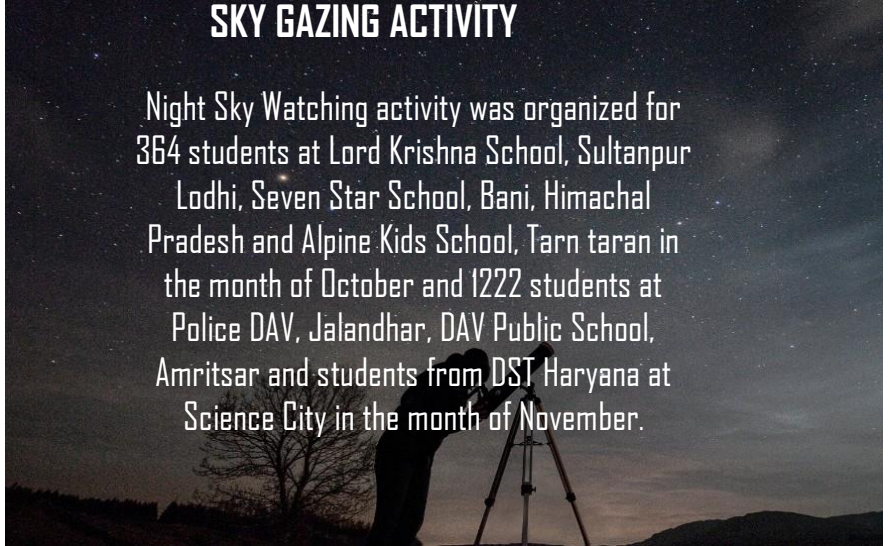 SKY GAZING ACTIVITY
Night Sky Watching activity was organized for
364 students at Lord Krishna School, Sultanpur
Lodhi, Seven Star School, Bani, Himachal
Pradesh and Alpine Kids School, Tarn taran in
the month of October and 1222 students at
Police DAV, Jalandhar, DAV Public School,
Amritsar and students from DST Haryana at
Science City in the month of November.